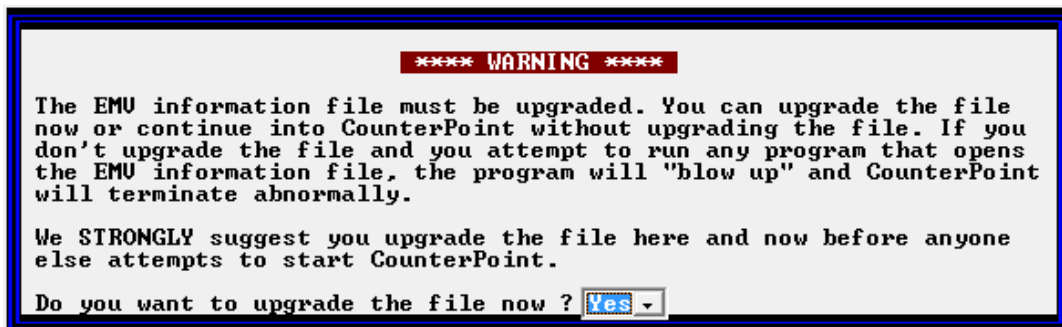 **** WARNING ****
The EMV information file must be upgraded. You can upgrade the file
now or continue into CounterPoint without upgrading the file. If you
don't upgrade the file and you attempt to run any program that opens
the EMV information file, the program will "blow up" and CounterPoint
will terminate abnormally.
We STRONGLY suggest you upgrade the file here and now before anyone
else attempts to start CounterPoint.
Do you want to upgrade the file now ? Yes